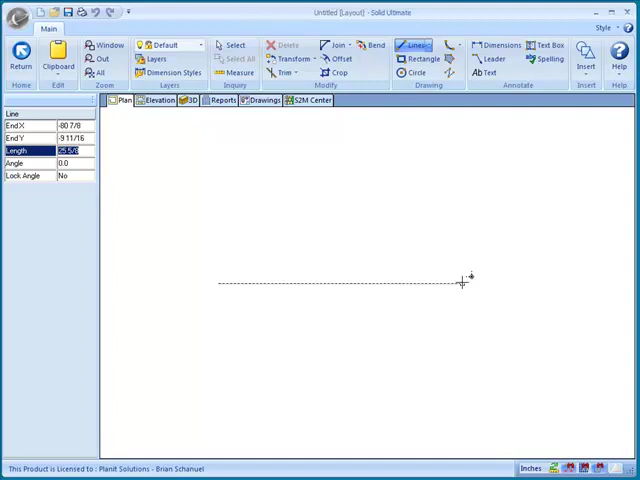 Untitled [Layout] - Solid Ultimate
Main
Style
Return
Home
Clipboard
Edit
Window
Out
All
Default
Layers
Dimension Styles
Layers
Select
Select All
Measure
Inquiry
Delete
Transform
Trim
Join
Offset
Crop
Bend
Modify
Lines
Rectangle
Circle
Drawing
Dimensions
Leader
Text
Text Box
Spelling
Annotate
Insert
Insert
Help
Help
Plan
Elevation
3D
Reports
Drawings
S2M Center
Line
End X -80 7/8
End Y -9 11/16
Length 25 5/8
Angle 0.0
Lock Angle No
This Product is Licensed to : Planit Solutions - Brian Schanuel
Inches